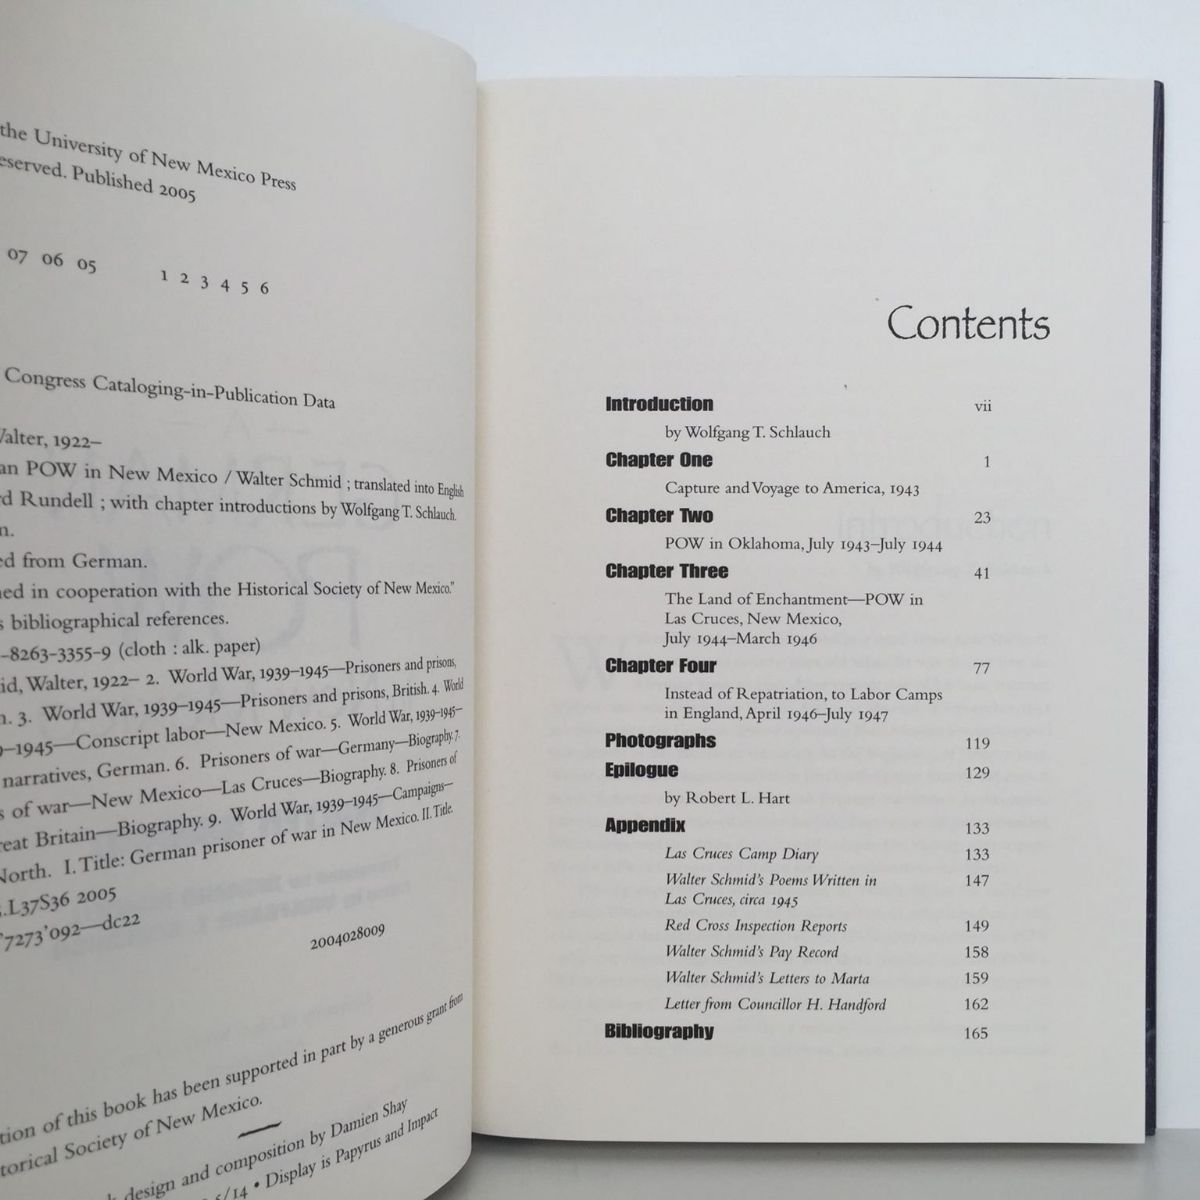 the University of New Mexico Press
eserved. Published 2005
07 06 05 1 2 3 4 5 6
Congress Cataloging-in-Publication Data
Walter, 1922–
an POW in New Mexico / Walter Schmid ; translated into English
rd Rundell ; with chapter introductions by Wolfgang T. Schlauch.
n.
ed from German.
ned in cooperation with the Historical Society of New Mexico."
s bibliographical references.
–8263–3355–9 (cloth : alk. paper)
id, Walter, 1922– 2. World War, 1939–1945—Prisoners and prisons,
n. 3. World War, 1939–1945—Prisoners and prisons, British. 4. World
9–1945—Conscript labor—New Mexico. 5. World War, 1939–1945–
narratives, German. 6. Prisoners of war—Germany—Biography. 7.
s of war—New Mexico—Las Cruces—Biography. 8. Prisoners of
reat Britain—Biography. 9. World War, 1939–1945—Campaigns—
North. I. Title: German prisoner of war in New Mexico. II. Title.
.L37S36 2005
'7273'092—dc22
2004028009
tion of this book has been supported in part by a generous grant from
torical Society of New Mexico.
design and composition by Damien Shay
/14 • Display is Papyrus and Impact
Contents
Introduction vii
by Wolfgang T. Schlauch
Chapter One 1
Capture and Voyage to America, 1943
Chapter Two 23
POW in Oklahoma, July 1943–July 1944
Chapter Three 41
The Land of Enchantment—POW in
Las Cruces, New Mexico,
July 1944–March 1946
Chapter Four 77
Instead of Repatriation, to Labor Camps
in England, April 1946–July 1947
Photographs 119
Epilogue 129
by Robert L. Hart
Appendix 133
Las Cruces Camp Diary 133
Walter Schmid's Poems Written in 147
Las Cruces, circa 1945
Red Cross Inspection Reports 149
Walter Schmid's Pay Record 158
Walter Schmid's Letters to Marta 159
Letter from Councillor H. Handford 162
Bibliography 165